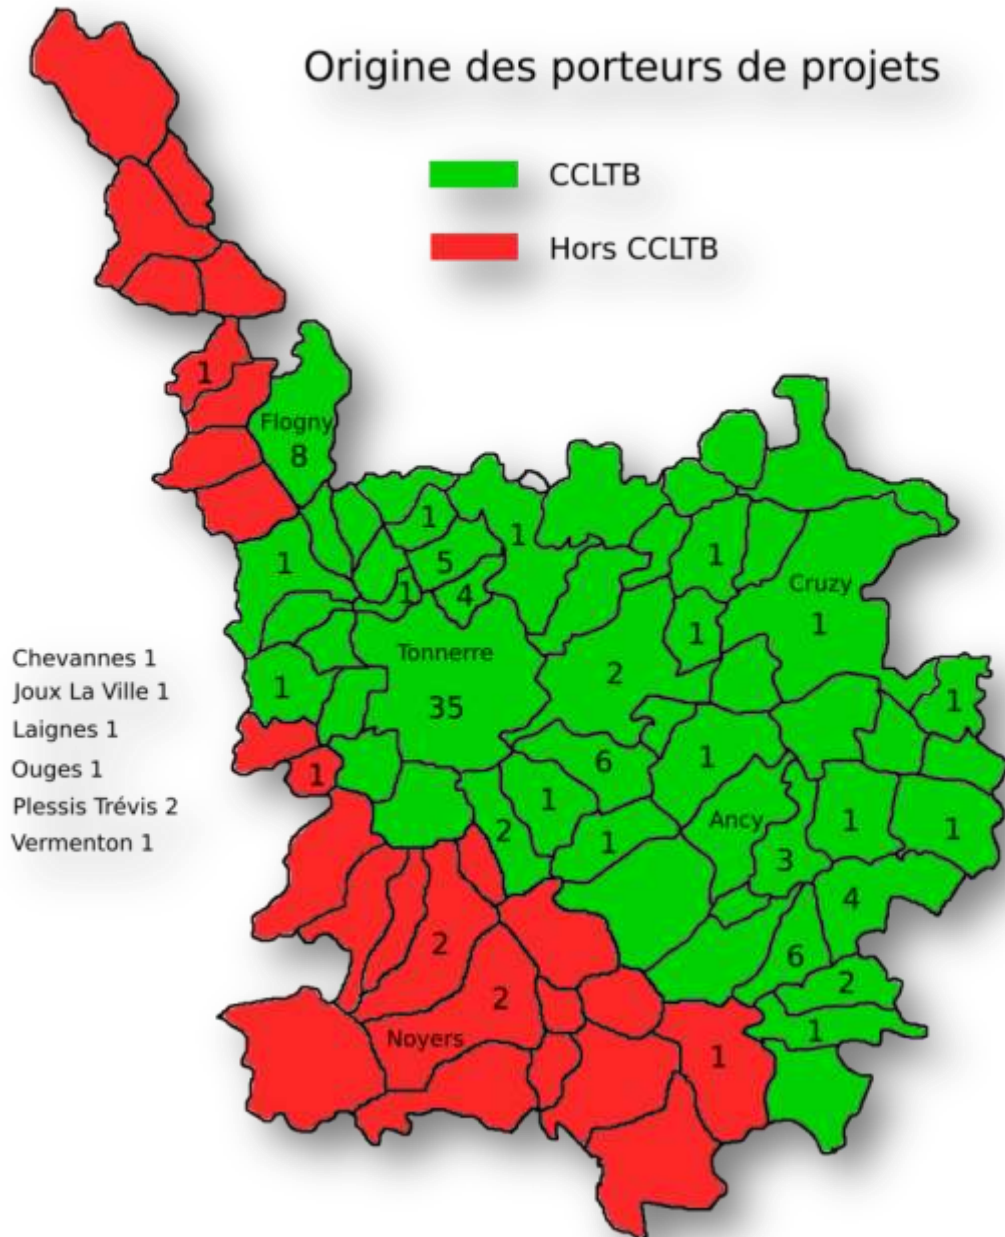 Origine des porteurs de projets
CCLTB
Hors CCLTB
1
Flogny
8
1
1
1
5
1
Cruzy
1
1
4
1
Tonnerre
2
35
1
1
6
1
1
1
Chevannes 1
Joux La Ville 1
Laignes 1
Ouges 1
Plessis Trévis 2
Vermenton 1
2
1
Ancy
3
1
1
4
2
6
2
2
1
Noyers
1